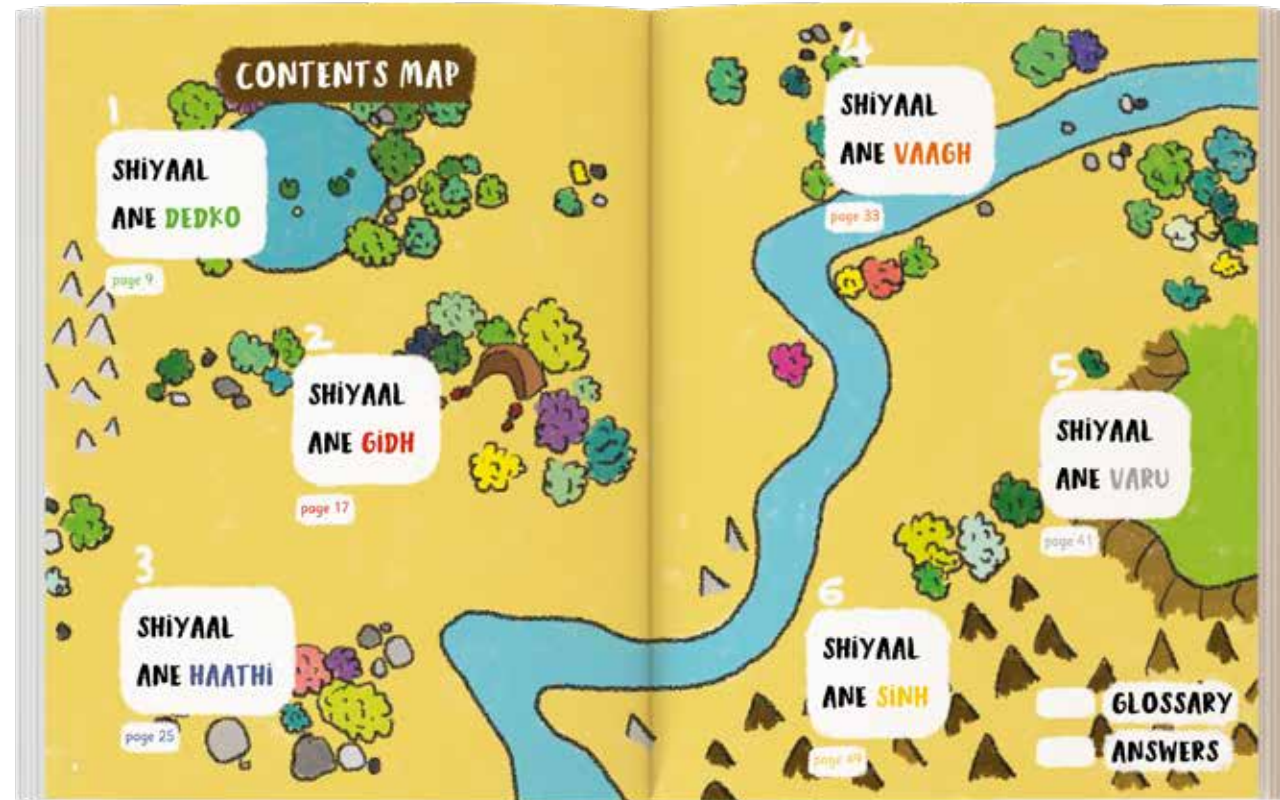 CONTENTS MAP
1
SHiYAAL
ANE DEDKO
page 9
2
SHiYAAL
ANE GiDH
page 17
3
SHiYAAL
ANE HAATHi
page 25
4
SHiYAAL
ANE VAAGH
page 33
5
SHiYAAL
ANE VARU
page 41
6
SHiYAAL
ANE SiNH
page 49
GLOSSARY
ANSWERS